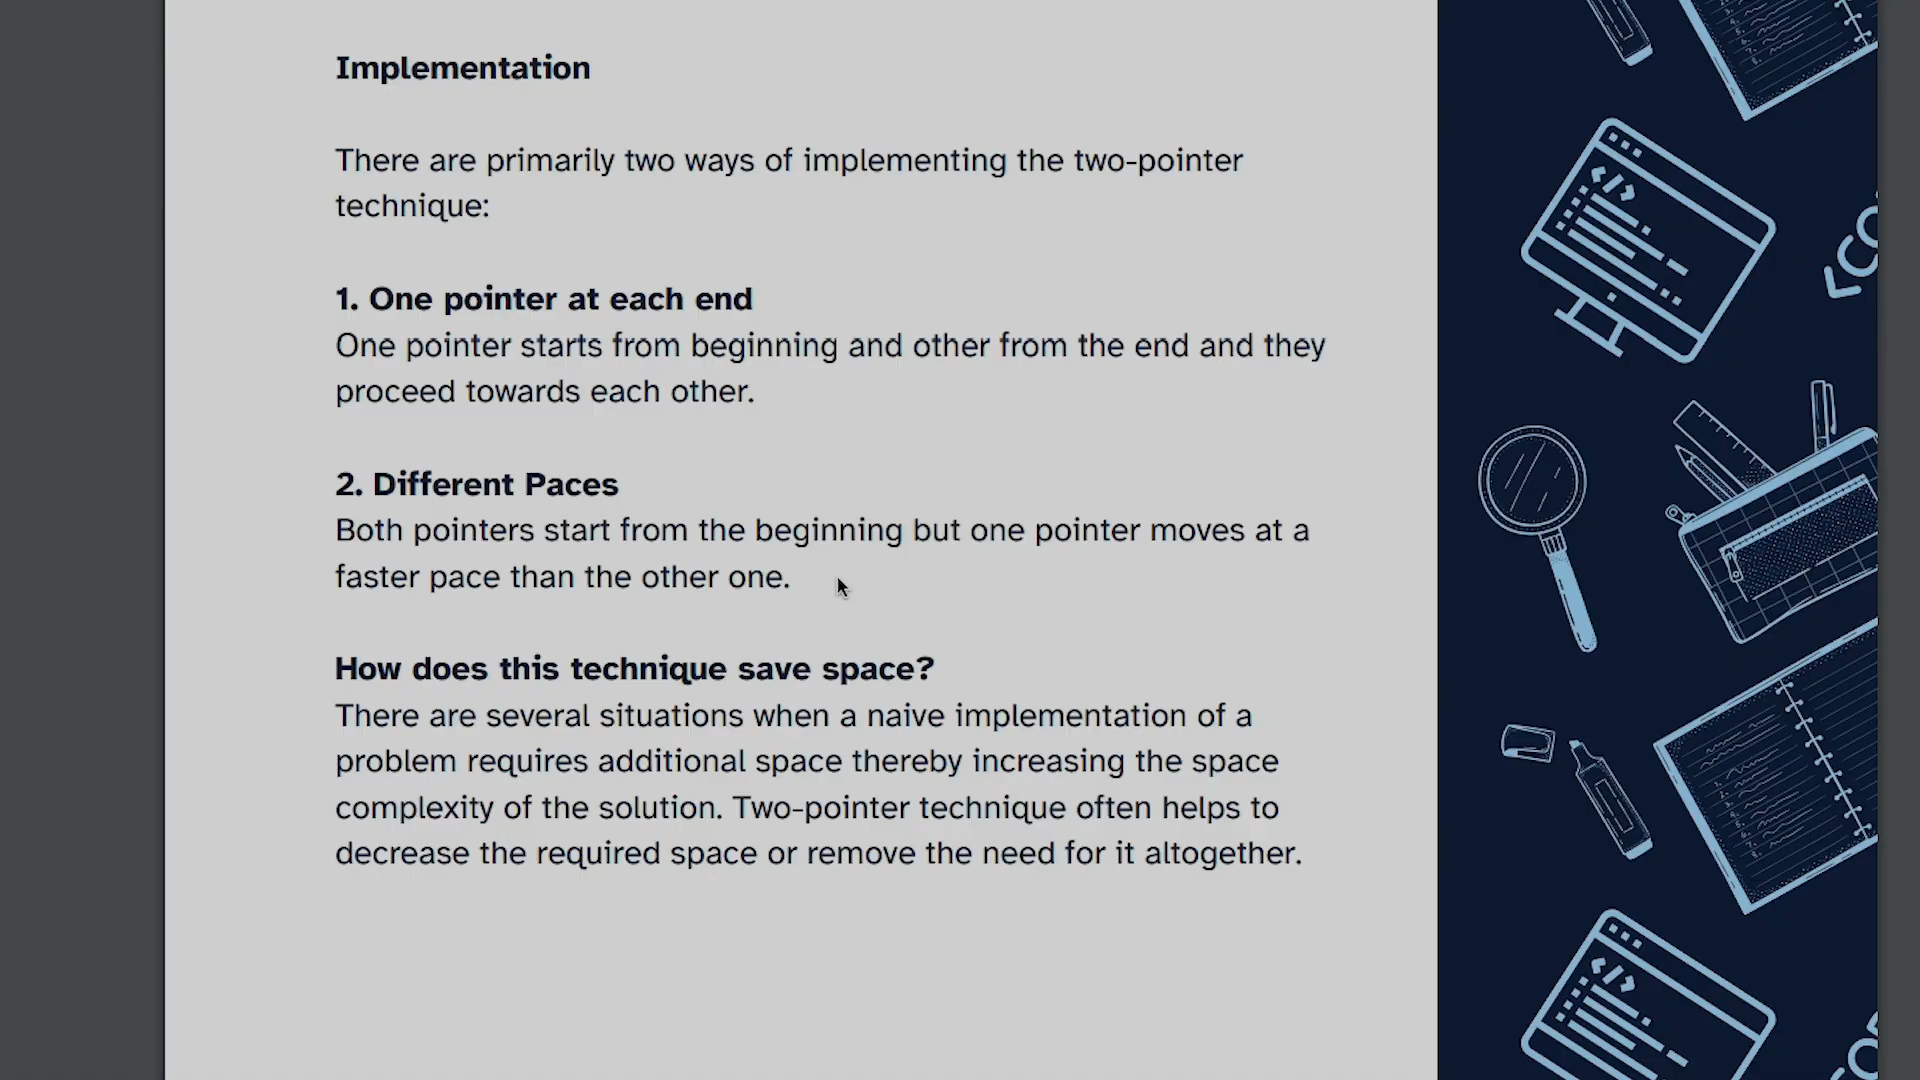 Implementation
There are primarily two ways of implementing the two-pointer
technique:
1. One pointer at each end
One pointer starts from beginning and other from the end and they
proceed towards each other.
2. Different Paces
Both pointers start from the beginning but one pointer moves at a
faster pace than the other one.
How does this technique save space?
There are several situations when a naive implementation of a
problem requires additional space thereby increasing the space
complexity of the solution. Two-pointer technique often helps to
decrease the required space or remove the need for it altogether.